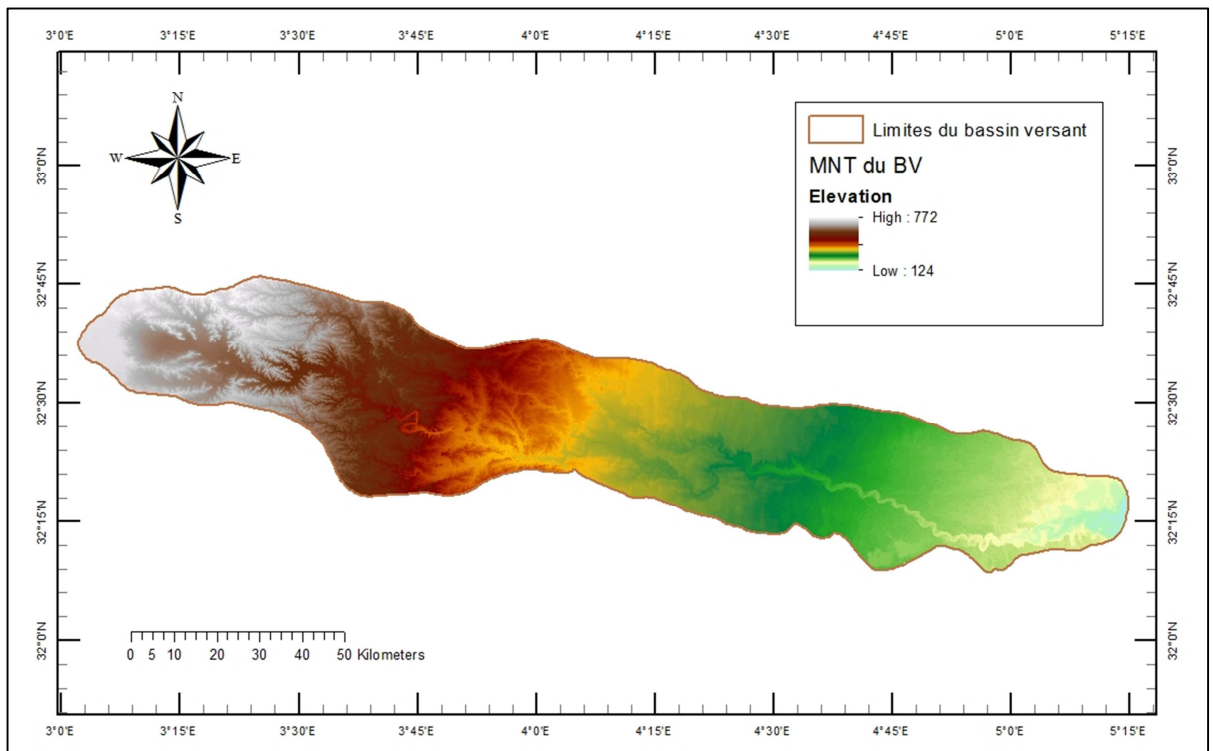 3°0'E 3°15'E 3°30'E 3°45'E 4°0'E 4°15'E 4°30'E 4°45'E 5°0'E 5°15'E
N
W E
S
Limites du bassin versant
MNT du BV
Elevation
High : 772
Low : 124
33°0'N 33°0'N
32°45'N 32°45'N
32°30'N 32°30'N
32°15'N 32°15'N
32°0'N 32°0'N
0 5 10 20 30 40 50 Kilometers
3°0'E 3°15'E 3°30'E 3°45'E 4°0'E 4°15'E 4°30'E 4°45'E 5°0'E 5°15'E